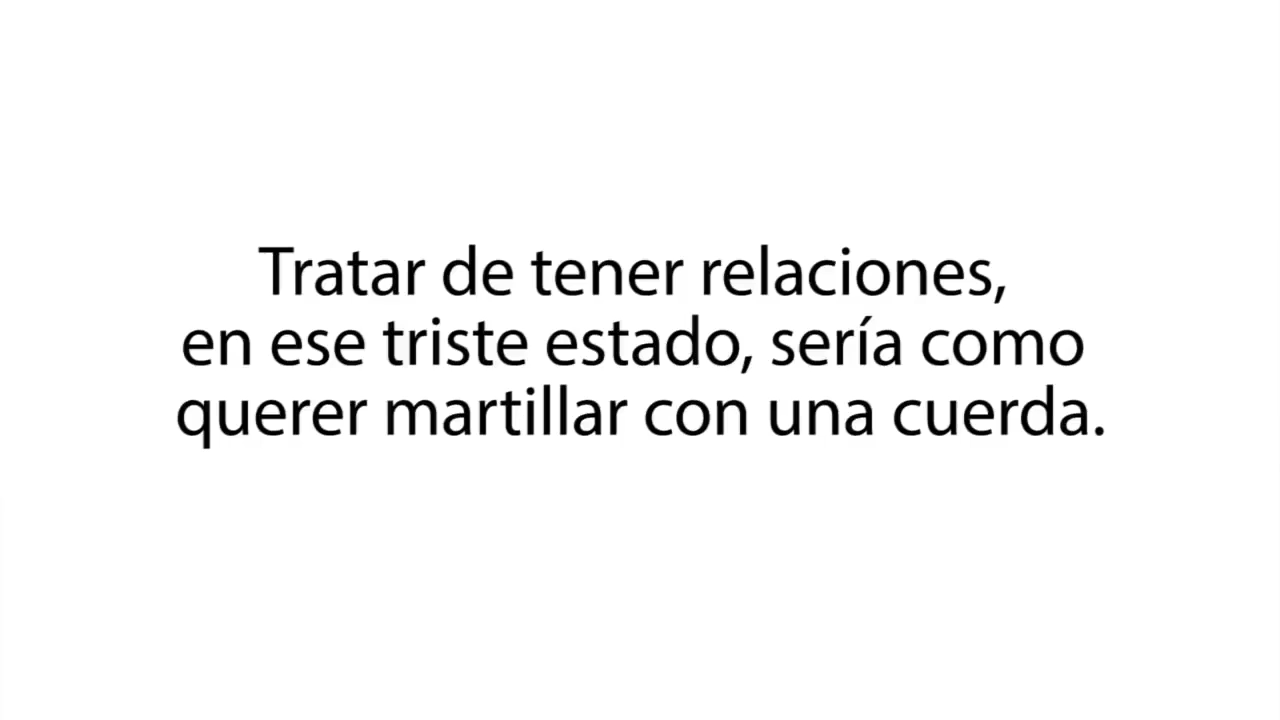 Tratar de tener relaciones,
en ese triste estado, sería como
querer martillar con una cuerda.